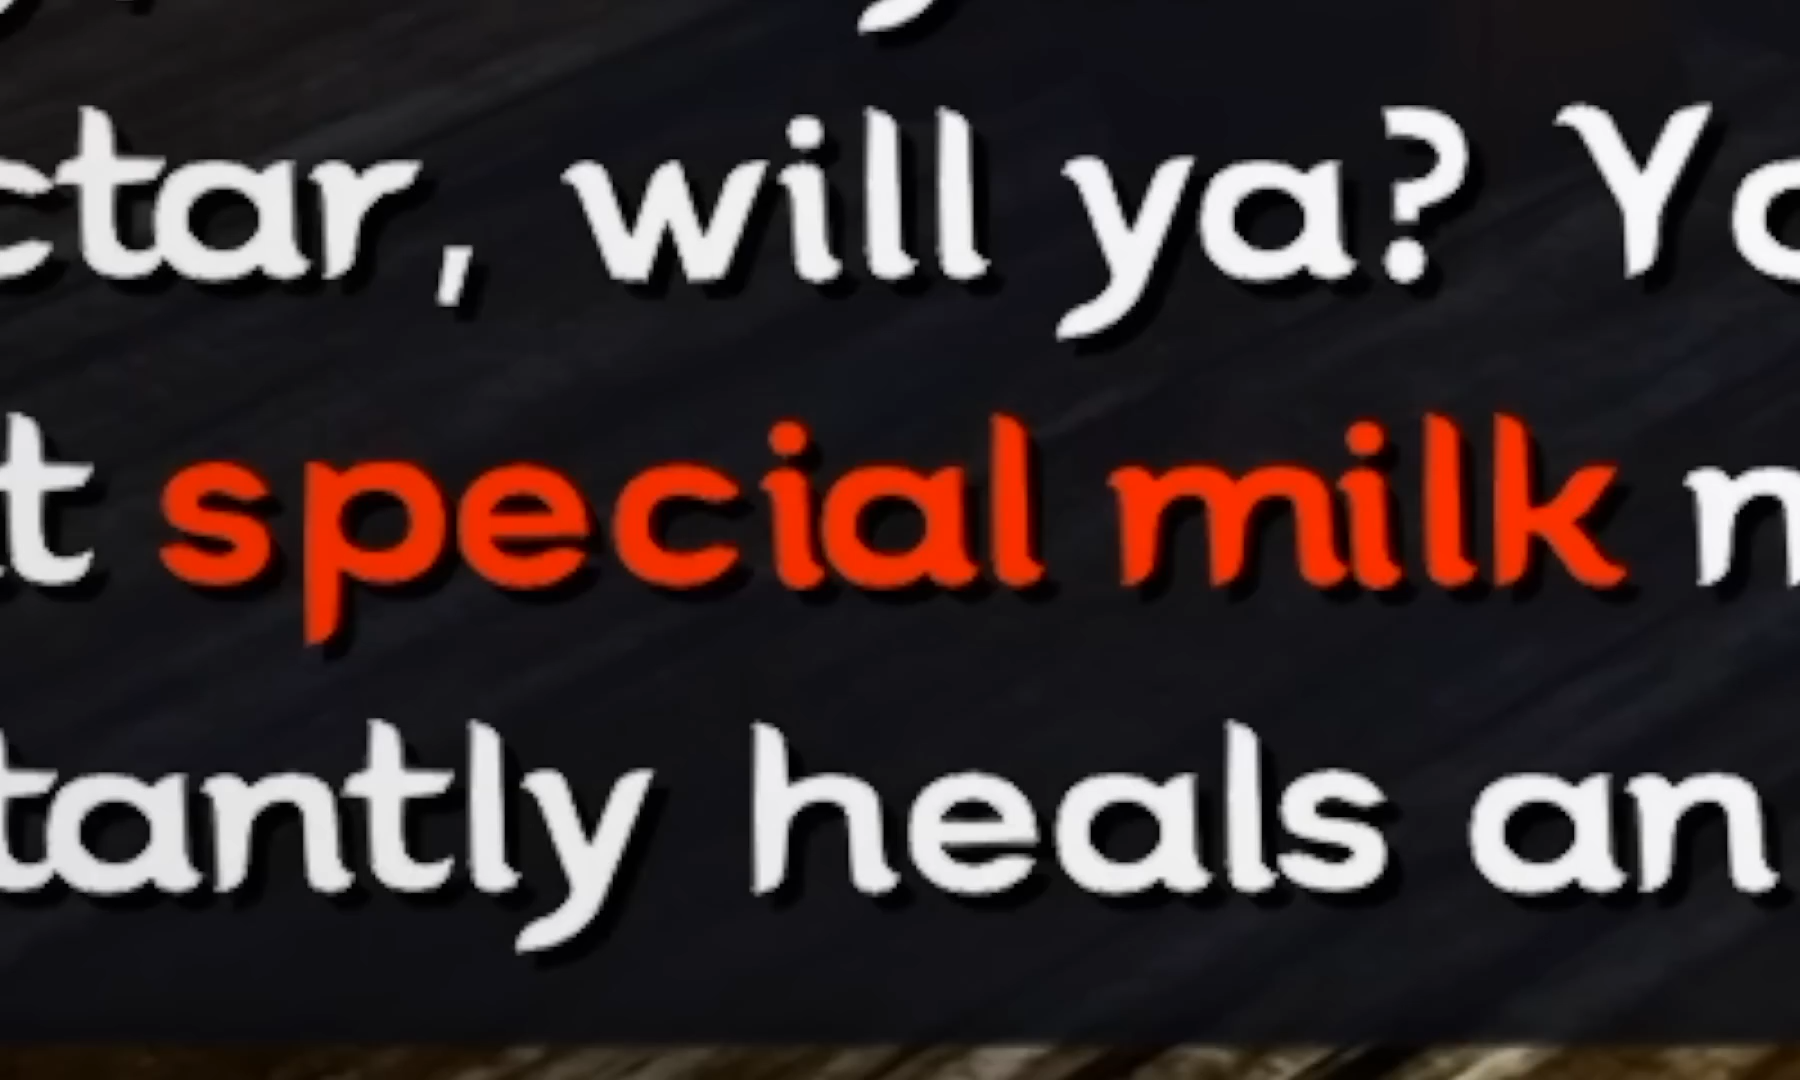 ctar, will ya? Yo
t special milk
tantly heals an